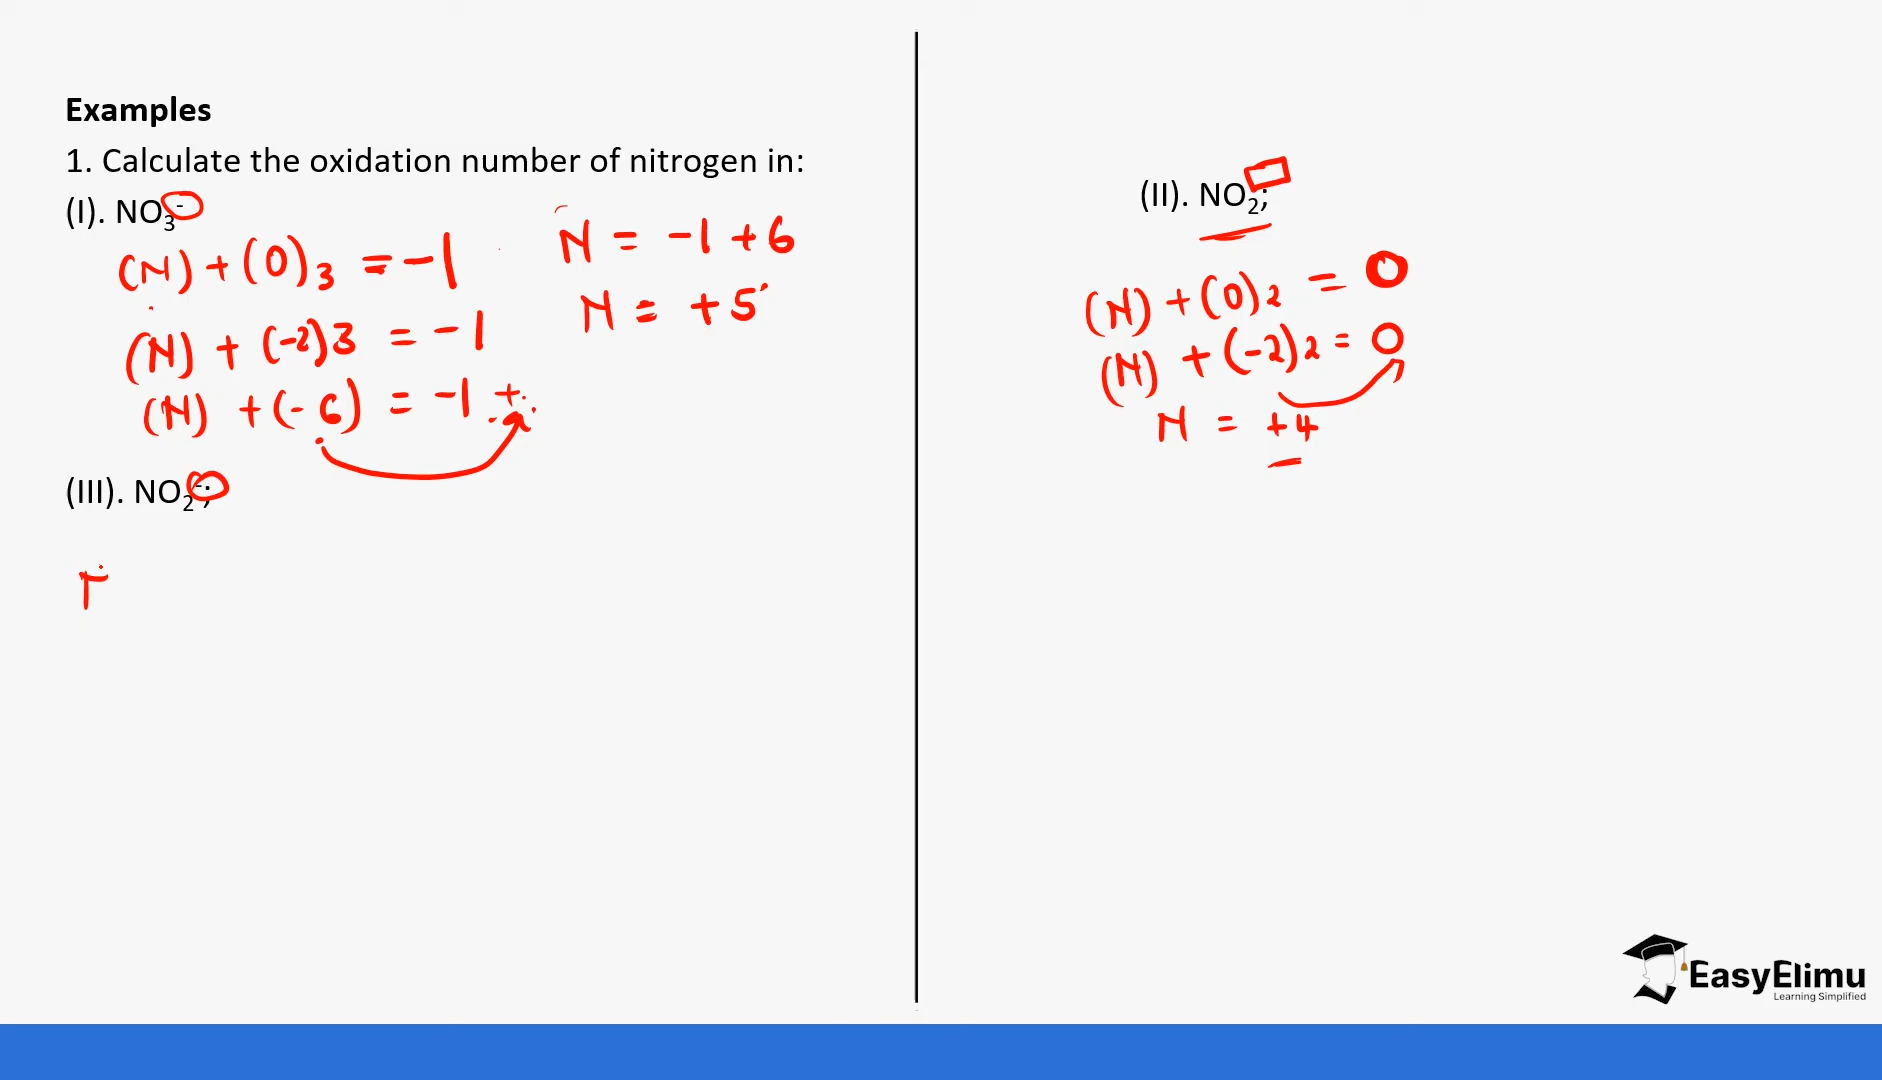 Examples
1. Calculate the oxidation number of nitrogen in:
(I). NO₃⁻
(N) + (O)₃ = -1
(N) + (-2)3 = -1
(N) + (-6) = -1 +
N = -1 + 6
N = +5
(III). NO₂⁻;
(II). NO₂;
(N) + (O)2 = 0
(N) + (-2)2 = 0
N = +4
EasyElimu
Learning Simplified